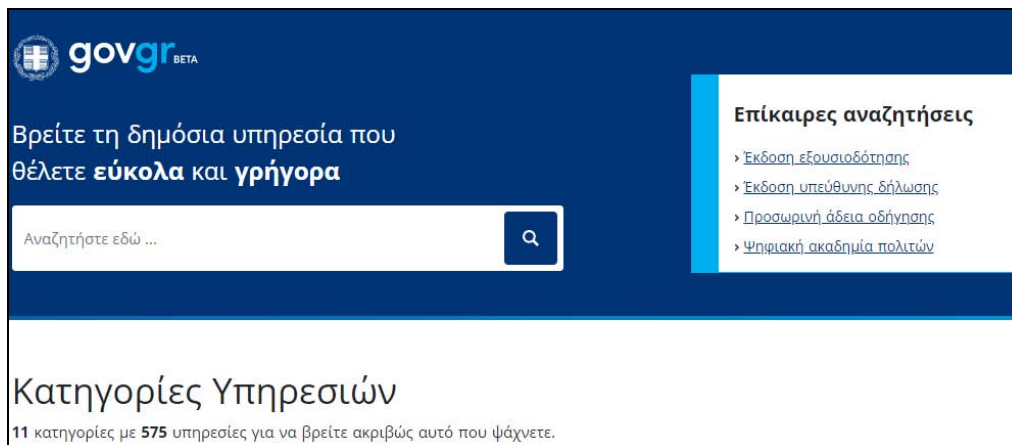 govgr BETA
Βρείτε τη δημόσια υπηρεσία που
θέλετε εύκολα και γρήγορα
Αναζητήστε εδώ ...
Επίκαιρες αναζητήσεις
› Έκδοση εξουσιοδότησης
› Έκδοση υπεύθυνης δήλωσης
› Προσωρινή άδεια οδήγησης
› Ψηφιακή ακαδημία πολιτών
Κατηγορίες Υπηρεσιών
11 κατηγορίες με 575 υπηρεσίες για να βρείτε ακριβώς αυτό που ψάχνετε.